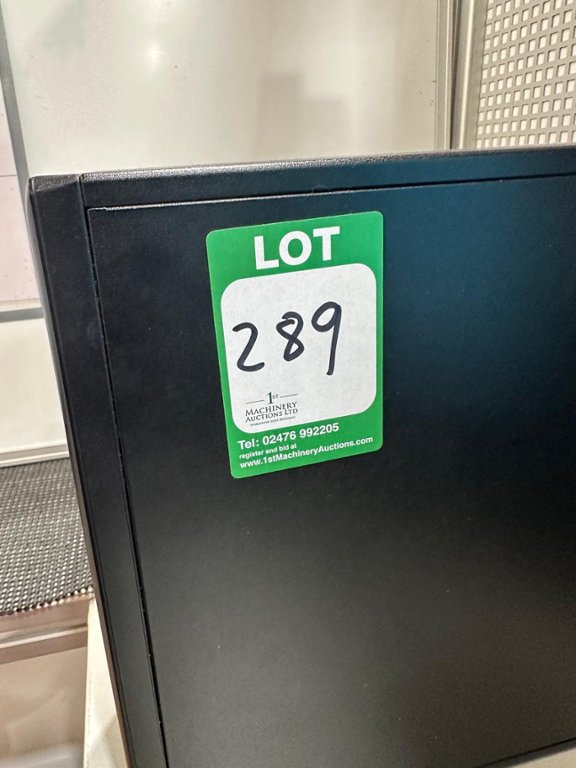 LOT
289
1ST
MACHINERY
AUCTIONS LTD
Tel: 02476 992205
register and bid at
www.1stMachineryAuctions.com